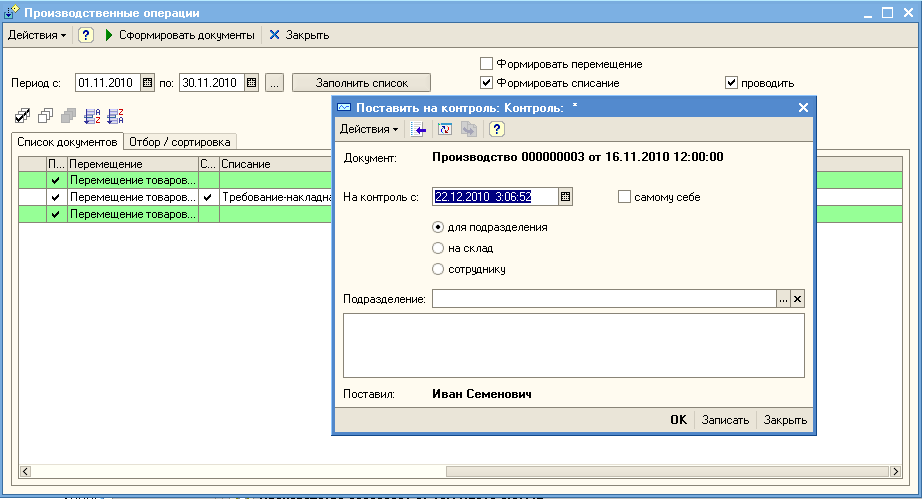 Производственные операции
Действия ? Сформировать документы Закрыть
Формировать перемещение
Период с: 01.11.2010 по: 30.11.2010 ... Заполнить список Формировать списание проводить
Список документов Отбор / сортировка
П... Перемещение С... Списание
Перемещение товаров...
Перемещение товаров... Требование-накладна
Перемещение товаров...
Поставить на контроль: Контроль: *
Действия ?
Документ: Производство 000000003 от 16.11.2010 12:00:00
На контроль с: 22.12.2010 3:06:52 самому себе
для подразделения
на склад
сотруднику
Подразделение: ...
Поставил: Иван Семенович
OK Записать Закрыть